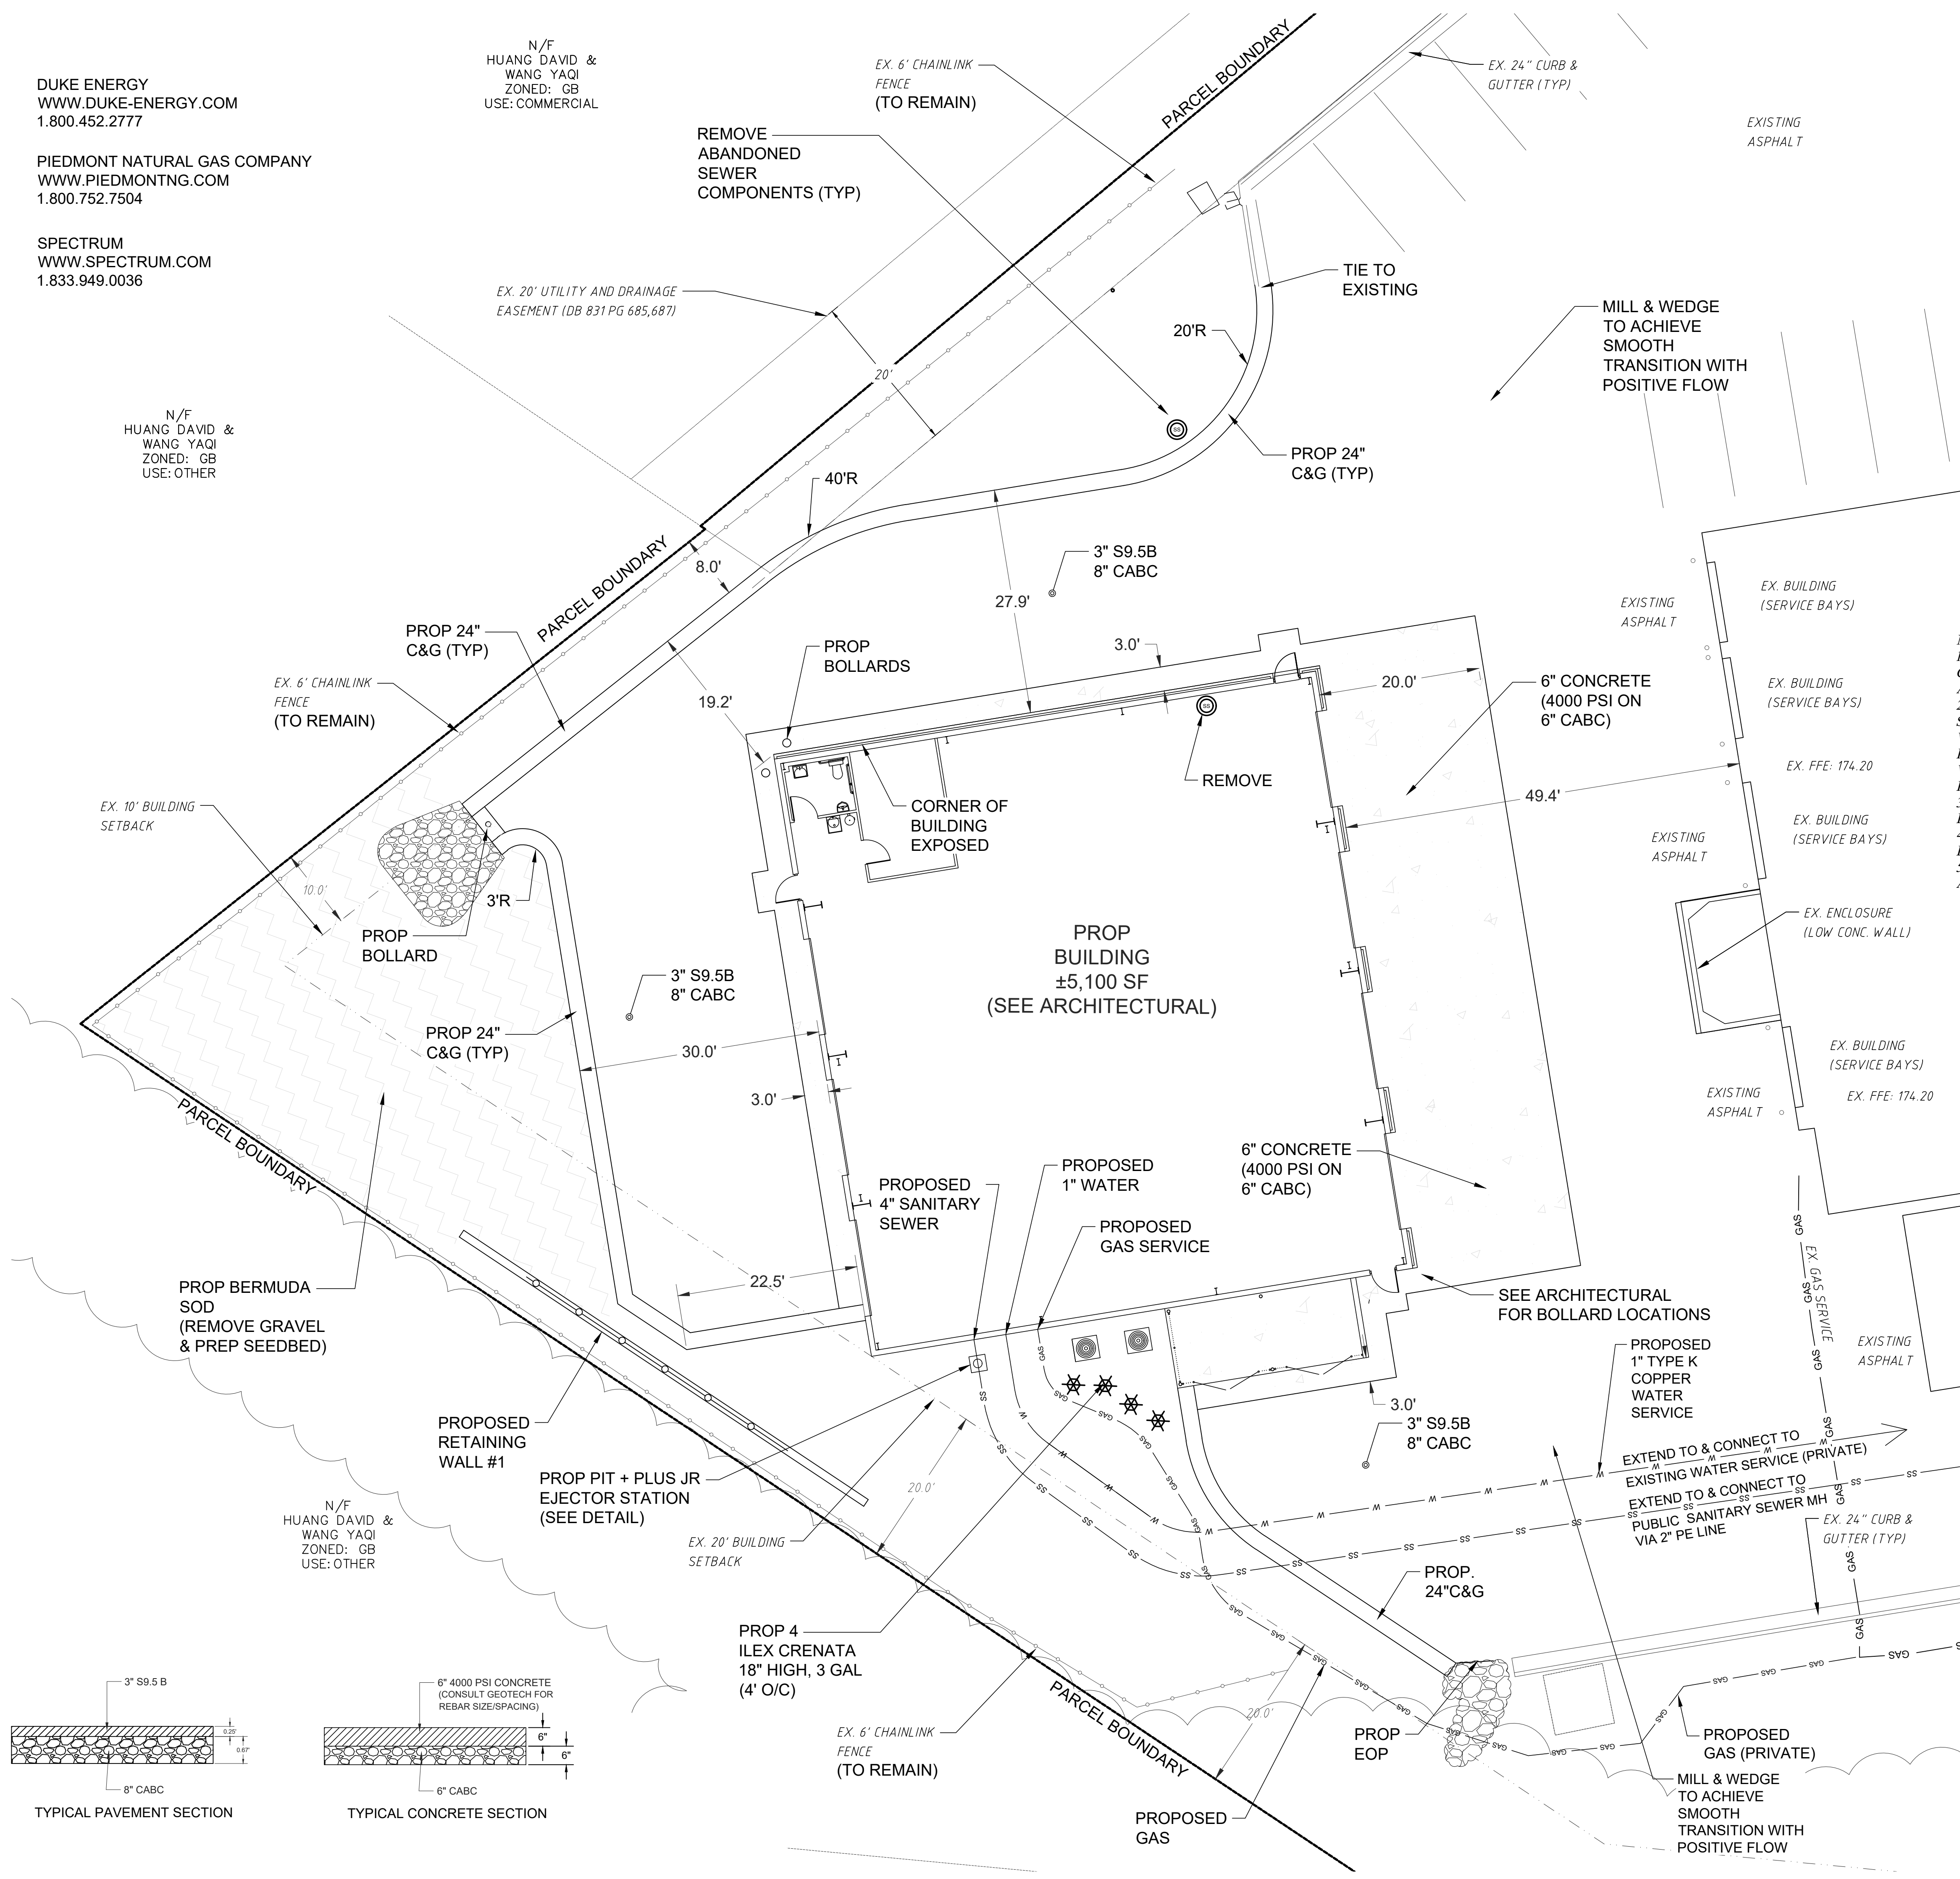 DUKE ENERGY
WWW.DUKE-ENERGY.COM
1.800.452.2777
PIEDMONT NATURAL GAS COMPANY
WWW.PIEDMONTNG.COM
1.800.752.7504
SPECTRUM
WWW.SPECTRUM.COM
1.833.949.0036
N/F
HUANG DAVID &
WANG YAQI
ZONED: GB
USE: COMMERCIAL
EX. 6' CHAINLINK
FENCE
(TO REMAIN)
REMOVE
ABANDONED
SEWER
COMPONENTS (TYP)
PARCEL BOUNDARY
EX. 24" CURB &
GUTTER (TYP)
EXISTING
ASPHALT
EX. 20' UTILITY AND DRAINAGE
EASEMENT (DB 831 PG 685,687)
20'
TIE TO
EXISTING
20'R
MILL & WEDGE
TO ACHIEVE
SMOOTH
TRANSITION WITH
POSITIVE FLOW
N/F
HUANG DAVID &
WANG YAQI
ZONED: GB
USE: OTHER
SS
PROP 24"
C&G (TYP)
40'R
PARCEL BOUNDARY
8.0'
3" S9.5B
8" CABC
27.9'
PROP 24"
C&G (TYP)
PROP
BOLLARDS
3.0'
EX. 6' CHAINLINK
FENCE
(TO REMAIN)
19.2'
20.0'
6" CONCRETE
(4000 PSI ON
6" CABC)
SS
REMOVE
49.4'
EXISTING
ASPHALT
EX. BUILDING
(SERVICE BAYS)
EX. BUILDING
(SERVICE BAYS)
EX. FFE: 174.20
EX. BUILDING
(SERVICE BAYS)
EXISTING
ASPHALT
EX. 10' BUILDING
SETBACK
10.0'
CORNER OF
BUILDING
EXPOSED
3'R
PROP
BOLLARD
EX. ENCLOSURE
(LOW CONC. WALL)
PROP
BUILDING
±5,100 SF
(SEE ARCHITECTURAL)
3" S9.5B
8" CABC
PROP 24"
C&G (TYP)
30.0'
3.0'
EX. BUILDING
(SERVICE BAYS)
EX. FFE: 174.20
EXISTING
ASPHALT
PARCEL BOUNDARY
6" CONCRETE
(4000 PSI ON
6" CABC)
PROPOSED
4" SANITARY
SEWER
PROPOSED
1" WATER
PROPOSED
GAS SERVICE
22.5'
PROP BERMUDA
SOD
(REMOVE GRAVEL
& PREP SEEDBED)
SEE ARCHITECTURAL
FOR BOLLARD LOCATIONS
EX. GAS SERVICE
GAS
GAS
GAS
GAS
GAS
GAS
GAS
EXISTING
ASPHALT
PROPOSED
1" TYPE K
COPPER
WATER
SERVICE
3.0'
3" S9.5B
8" CABC
PROPOSED
RETAINING
WALL #1
PROP PIT + PLUS JR
EJECTOR STATION
(SEE DETAIL)
20.0'
EXTEND TO & CONNECT TO
EXISTING WATER SERVICE (PRIVATE)
EXTEND TO & CONNECT TO
PUBLIC SANITARY SEWER MH
VIA 2" PE LINE
EX. 24" CURB &
GUTTER (TYP)
N/F
HUANG DAVID &
WANG YAQI
ZONED: GB
USE: OTHER
EX. 20' BUILDING
SETBACK
PROP.
24"C&G
PROP 4
ILEX CRENATA
18" HIGH, 3 GAL
(4' O/C)
20.0'
PARCEL BOUNDARY
EX. 6' CHAINLINK
FENCE
(TO REMAIN)
PROP
EOP
PROPOSED
GAS (PRIVATE)
PROPOSED
GAS
MILL & WEDGE
TO ACHIEVE
SMOOTH
TRANSITION WITH
POSITIVE FLOW
3" S9.5 B
0.25'
0.67'
8" CABC
TYPICAL PAVEMENT SECTION
6" 4000 PSI CONCRETE
(CONSULT GEOTECH FOR
REBAR SIZE/SPACING)
6"
6"
6" CABC
TYPICAL CONCRETE SECTION